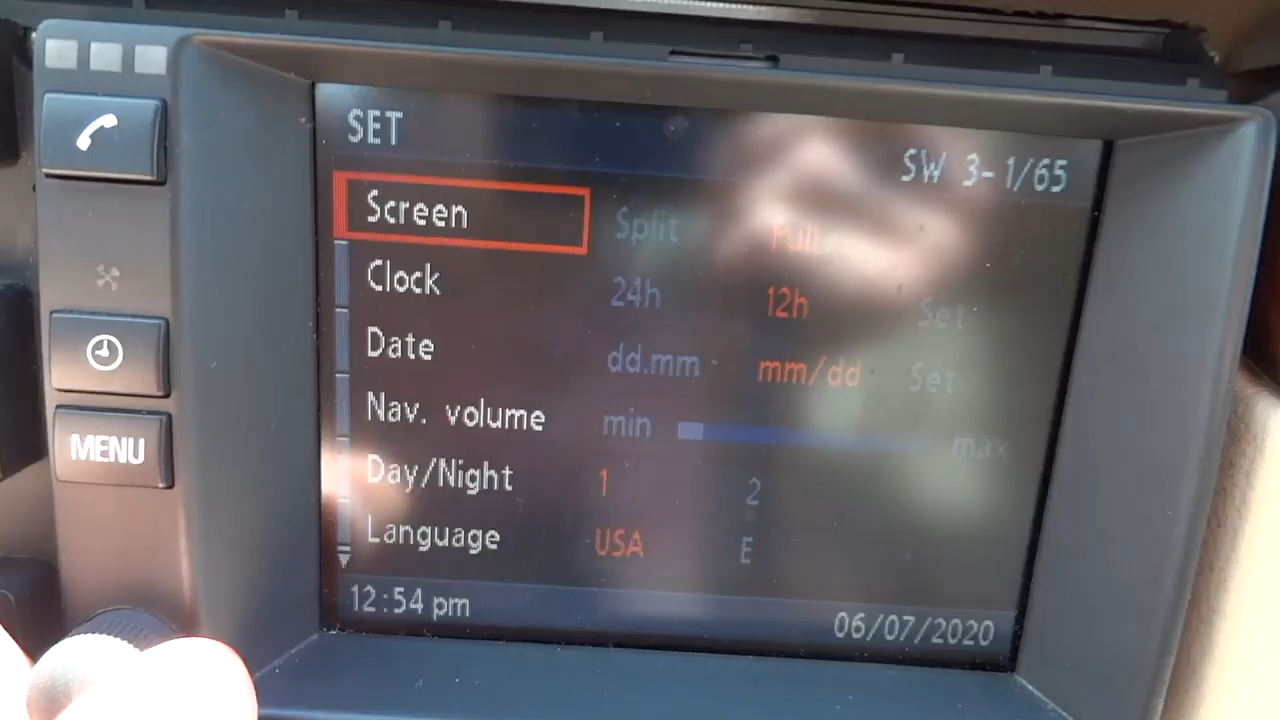 SET
SW 3-1/65
Screen Split Full
Clock 24h 12h Set
Date dd.mm mm/dd Set
Nav. volume min max
Day/Night 1 2
Language USA E
12:54 pm 06/07/2020
MENU